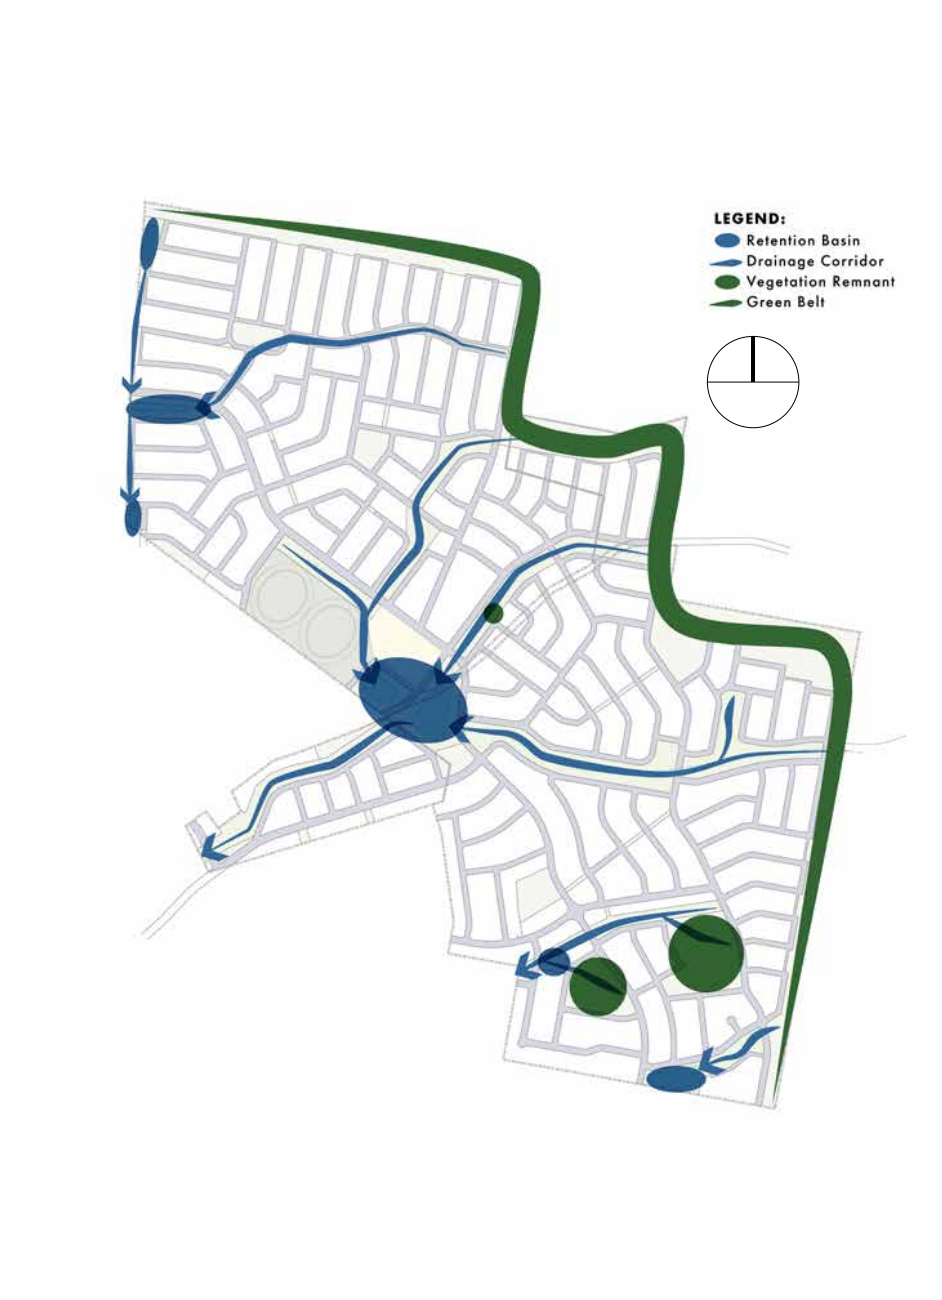 LEGEND:
Retention Basin
Drainage Corridor
Vegetation Remnant
Green Belt